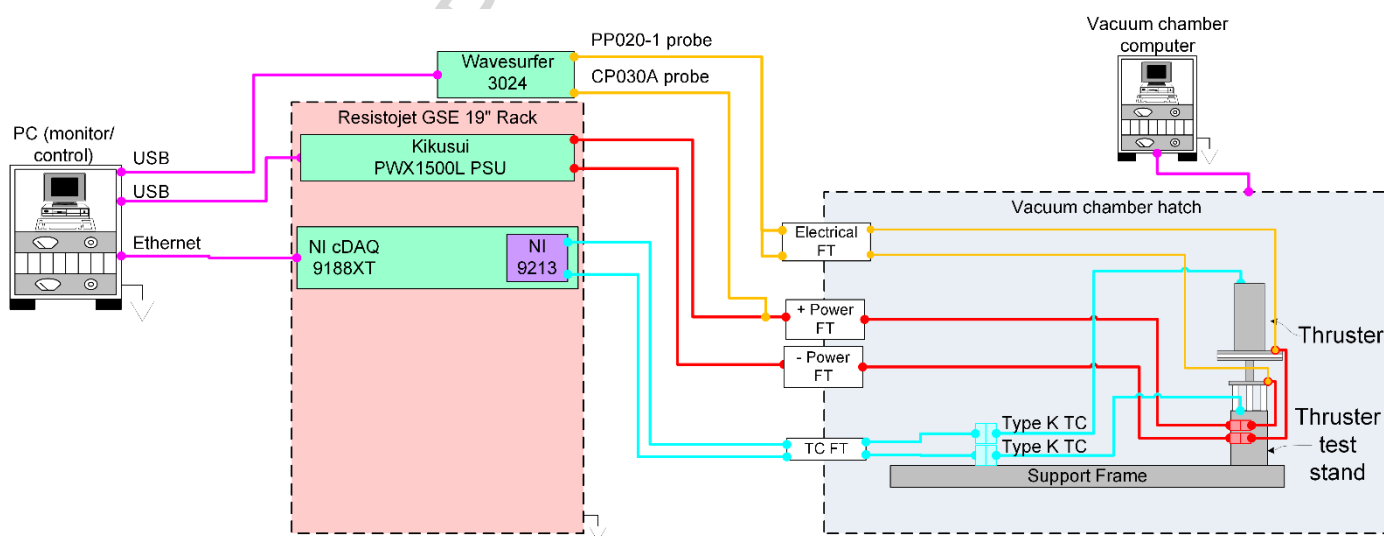 PP020-1 probe
Wavesurfer
3024
CP030A probe
Vacuum chamber
computer
Resistojet GSE 19" Rack
PC (monitor/
control)
USB
Kikusui
PWX1500L PSU
USB
Ethernet
NI cDAQ
9188XT
NI
9213
Vacuum chamber hatch
Electrical
FT
+ Power
FT
- Power
FT
TC FT
Type K TC
Type K TC
Support Frame
Thruster
Thruster
test
stand